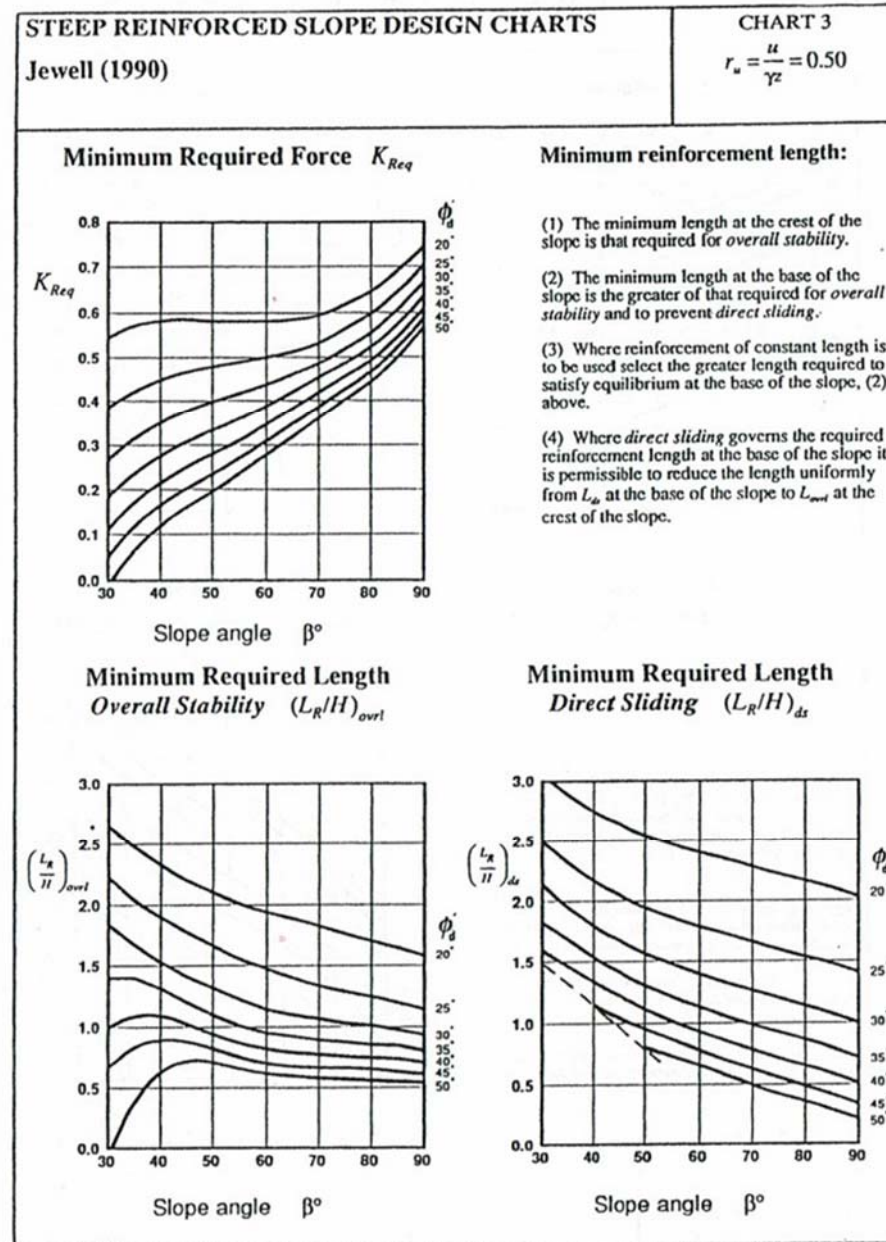 STEEP REINFORCED SLOPE DESIGN CHARTS
Jewell (1990)
CHART 3
r_u = u/γz = 0.50
Minimum Required Force K_Req
K_Req
0.8
0.7
0.6
0.5
0.4
0.3
0.2
0.1
0.0
30 40 50 60 70 80 90
ϕ'_d
20°
25°
30°
35°
40°
45°
50°
Slope angle β°
Minimum reinforcement length:
(1) The minimum length at the crest of the
slope is that required for overall stability.
(2) The minimum length at the base of the
slope is the greater of that required for overall
stability and to prevent direct sliding.
(3) Where reinforcement of constant length is
to be used select the greater length required to
satisfy equilibrium at the base of the slope, (2)
above.
(4) Where direct sliding governs the required
reinforcement length at the base of the slope it
is permissible to reduce the length uniformly
from L_ds at the base of the slope to L_ovrl at the
crest of the slope.
Minimum Required Length
Overall Stability (L_R/H)_ovrl
(L_R/H)_ovrl
3.0
2.5
2.0
1.5
1.0
0.5
0.0
30 40 50 60 70 80 90
ϕ'_d
20°
25°
30°
35°
40°
45°
50°
Slope angle β°
Minimum Required Length
Direct Sliding (L_R/H)_ds
(L_R/H)_ds
3.0
2.5
2.0
1.5
1.0
0.5
0.0
30 40 50 60 70 80 90
ϕ_d
20
25
30
35
40
45
50
Slope angle β°